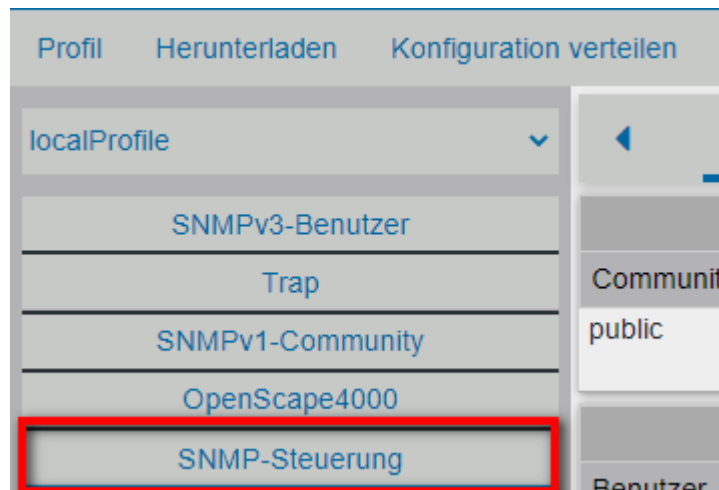 Profil Herunterladen Konfiguration verteilen
localProfile
SNMPv3-Benutzer
Trap
SNMPv1-Community
OpenScape4000
SNMP-Steuerung
Communit
public
Benutzer